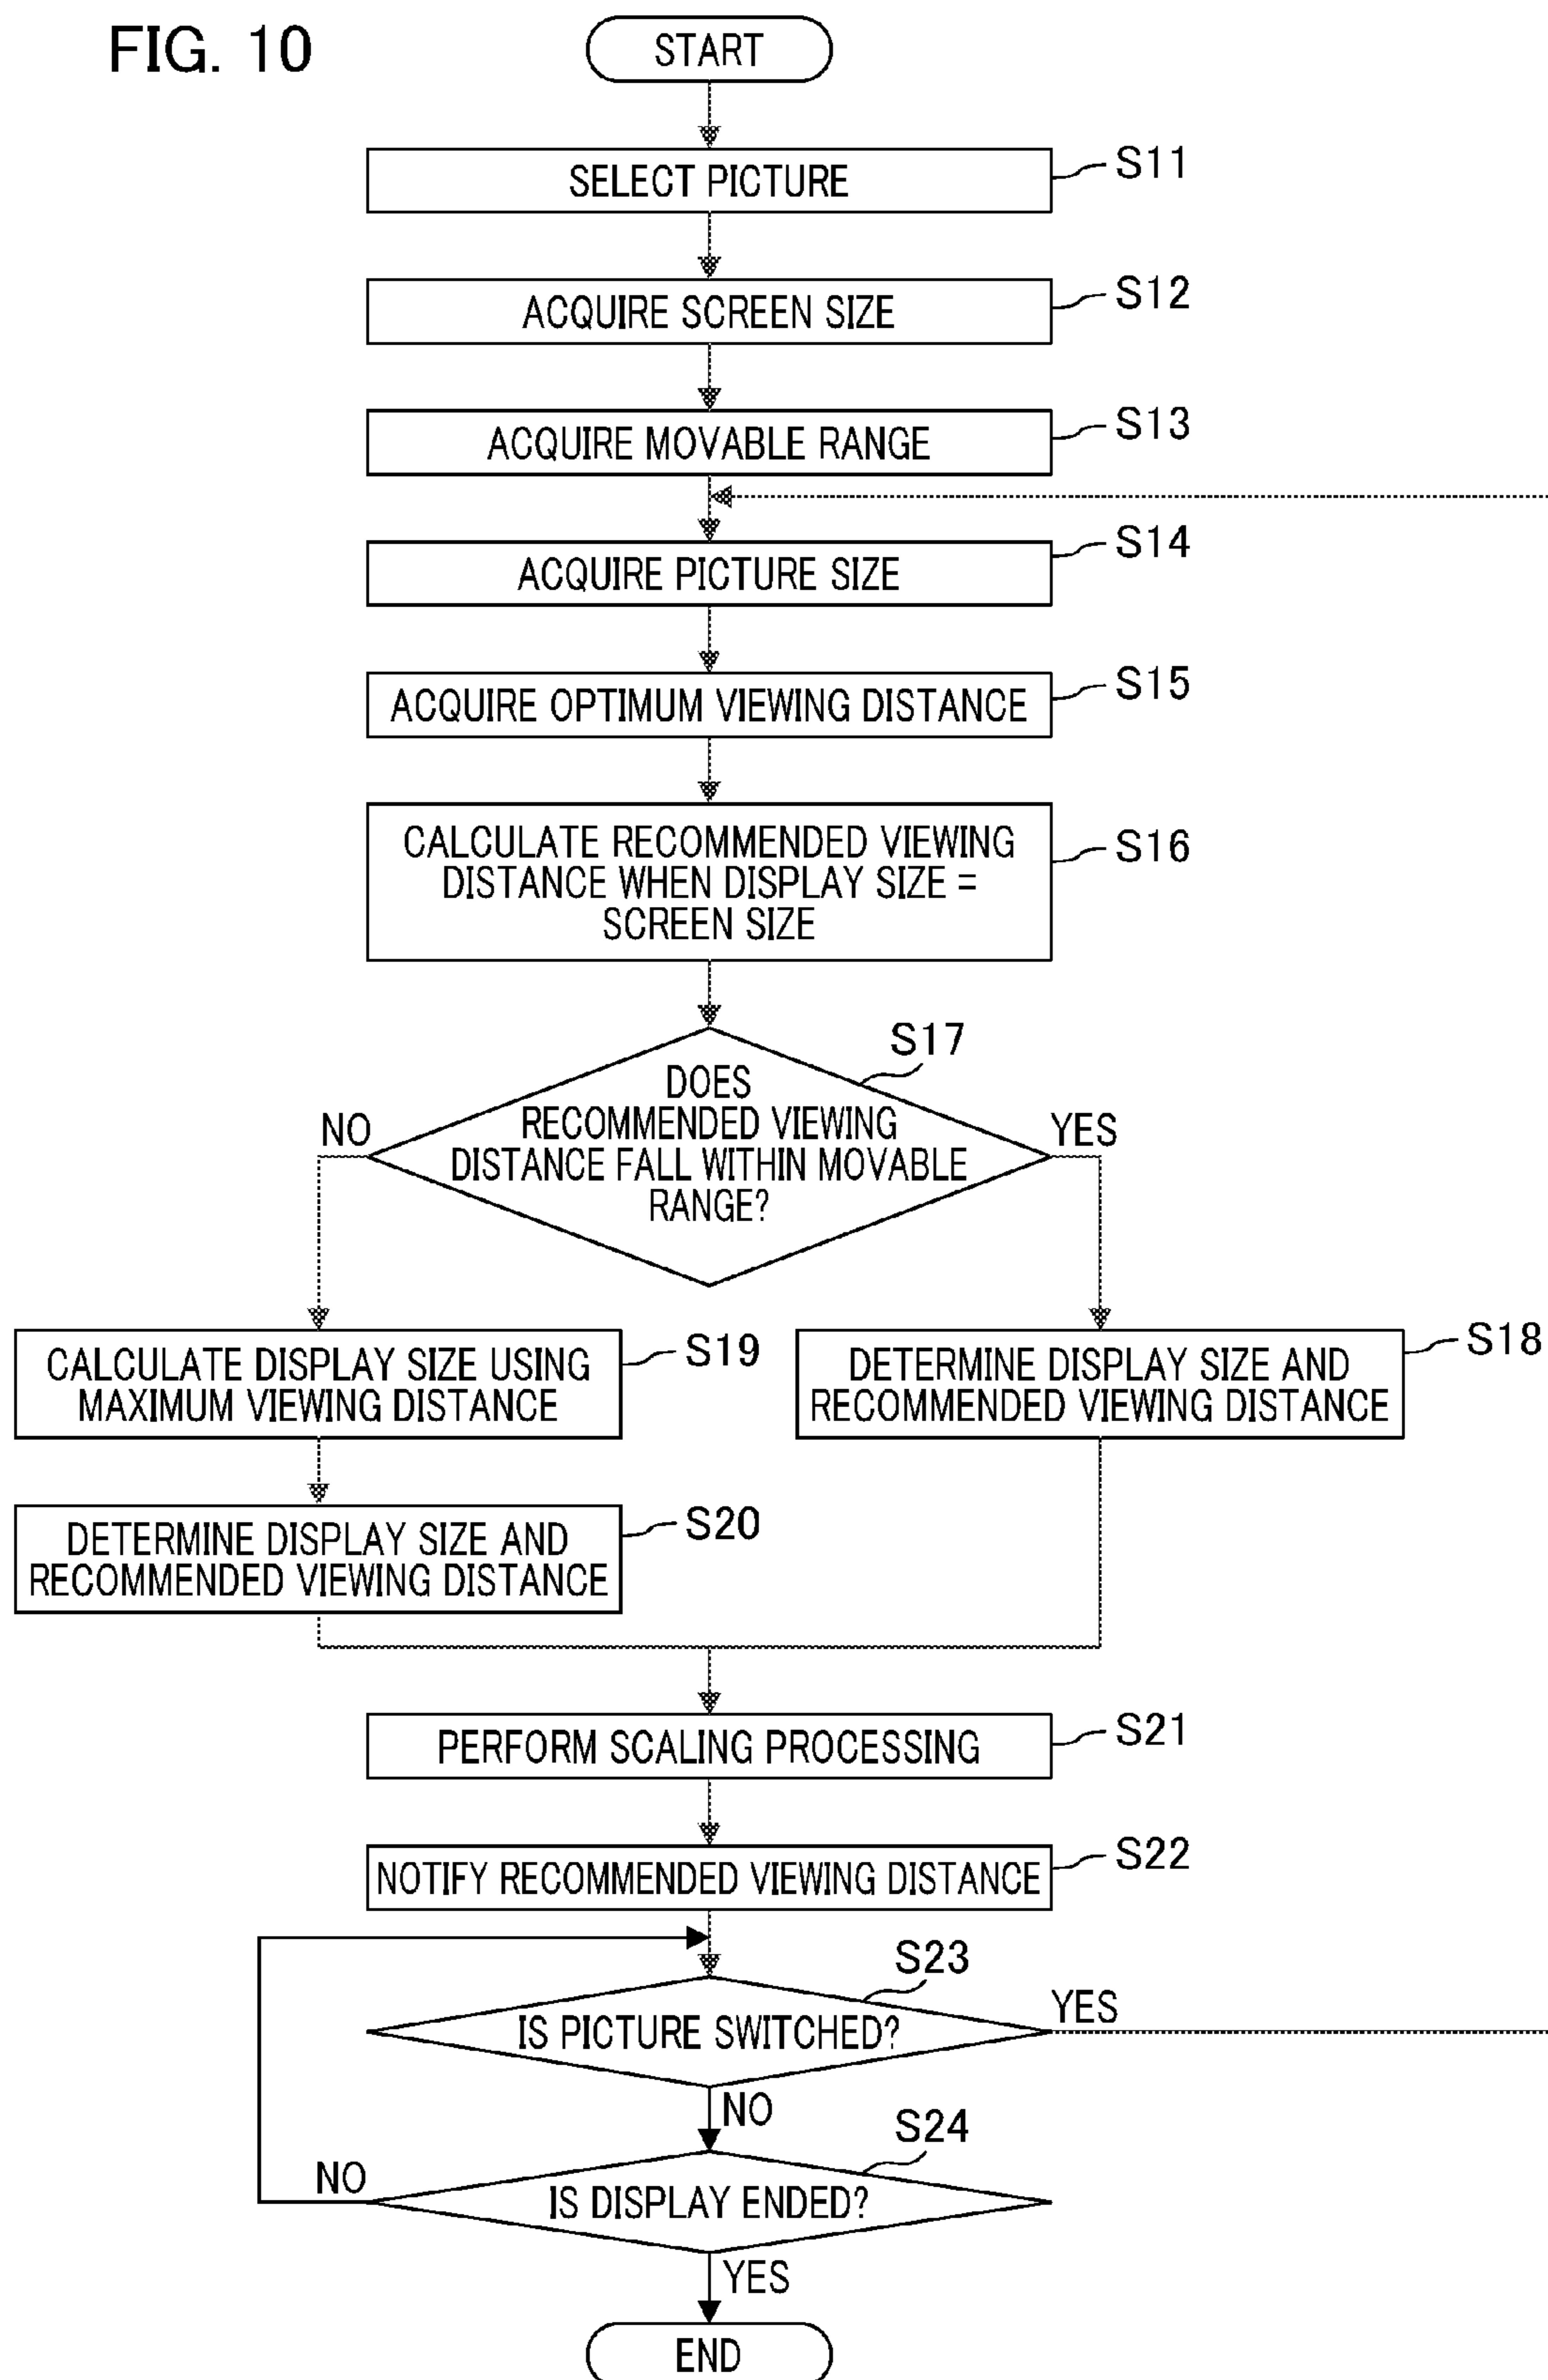 FIG. 10
START
SELECT PICTURE
S11
ACQUIRE SCREEN SIZE
S12
ACQUIRE MOVABLE RANGE
S13
ACQUIRE PICTURE SIZE
S14
ACQUIRE OPTIMUM VIEWING DISTANCE
S15
CALCULATE RECOMMENDED VIEWING
DISTANCE WHEN DISPLAY SIZE =
SCREEN SIZE
S16
S17
DOES
RECOMMENDED VIEWING
DISTANCE FALL WITHIN MOVABLE
RANGE?
NO
YES
CALCULATE DISPLAY SIZE USING
MAXIMUM VIEWING DISTANCE
S19
DETERMINE DISPLAY SIZE AND
RECOMMENDED VIEWING DISTANCE
S18
DETERMINE DISPLAY SIZE AND
RECOMMENDED VIEWING DISTANCE
S20
PERFORM SCALING PROCESSING
S21
NOTIFY RECOMMENDED VIEWING DISTANCE
S22
S23
IS PICTURE SWITCHED?
YES
NO
S24
IS DISPLAY ENDED?
NO
YES
END